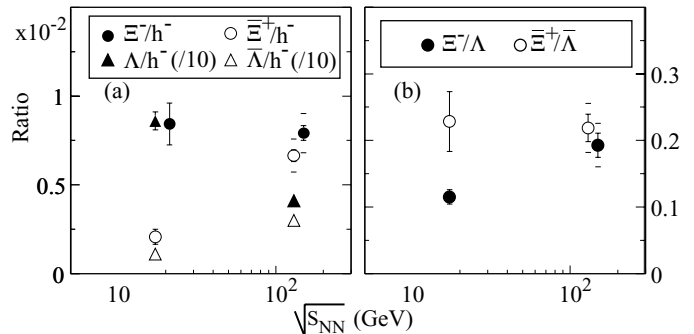 x10⁻²
● Ξ⁻/h⁻ ○ Ξ̅⁺/h⁻
▲ Λ/h⁻ (/10) △ Λ̅/h⁻ (/10)
● Ξ⁻/Λ ○ Ξ̅⁺/Λ̅
(a)
(b)
Ratio
1
0.5
0
0.3
0.2
0.1
0
10 10²
10 10²
√S_NN (GeV)